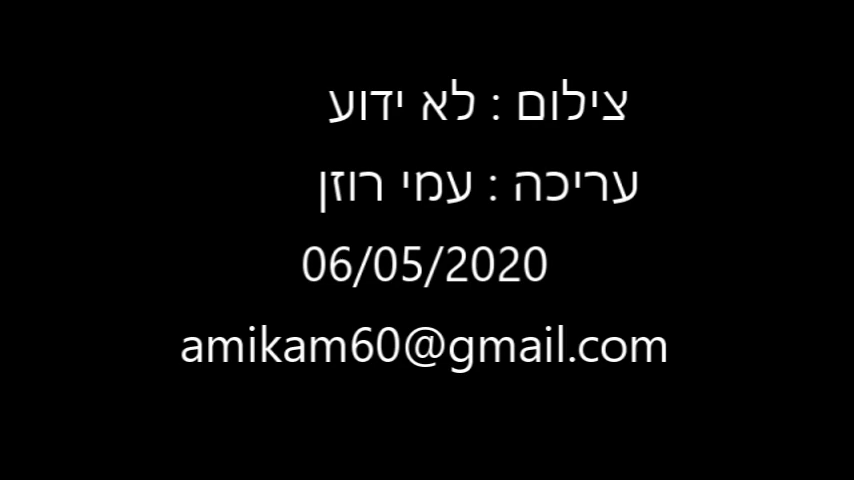 צילום : לא ידוע
עריכה : עמי רוזן
06/05/2020
amikam60@gmail.com